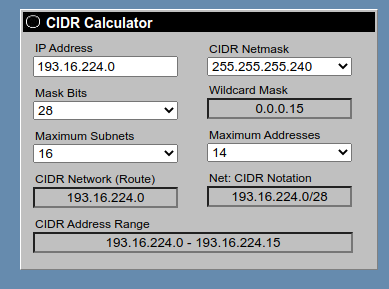 CIDR Calculator
IP Address CIDR Netmask
193.16.224.0 255.255.255.240
Mask Bits Wildcard Mask
28 0.0.0.15
Maximum Subnets Maximum Addresses
16 14
CIDR Network (Route) Net: CIDR Notation
193.16.224.0 193.16.224.0/28
CIDR Address Range
193.16.224.0 - 193.16.224.15